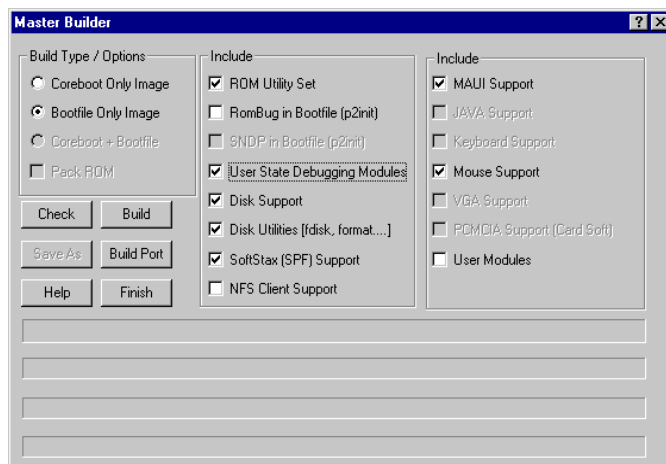 Master Builder
Build Type / Options
Coreboot Only Image
Bootfile Only Image
Coreboot + Bootfile
Pack ROM
Check
Build
Save As
Build Port
Help
Finish
Include
ROM Utility Set
RomBug in Bootfile (p2init)
SNDP in Bootfile (p2init)
User State Debugging Modules
Disk Support
Disk Utilities [fdisk, format....]
SoftStax (SPF) Support
NFS Client Support
Include
MAUI Support
JAVA Support
Keyboard Support
Mouse Support
VGA Support
PCMCIA Support (Card Soft)
User Modules